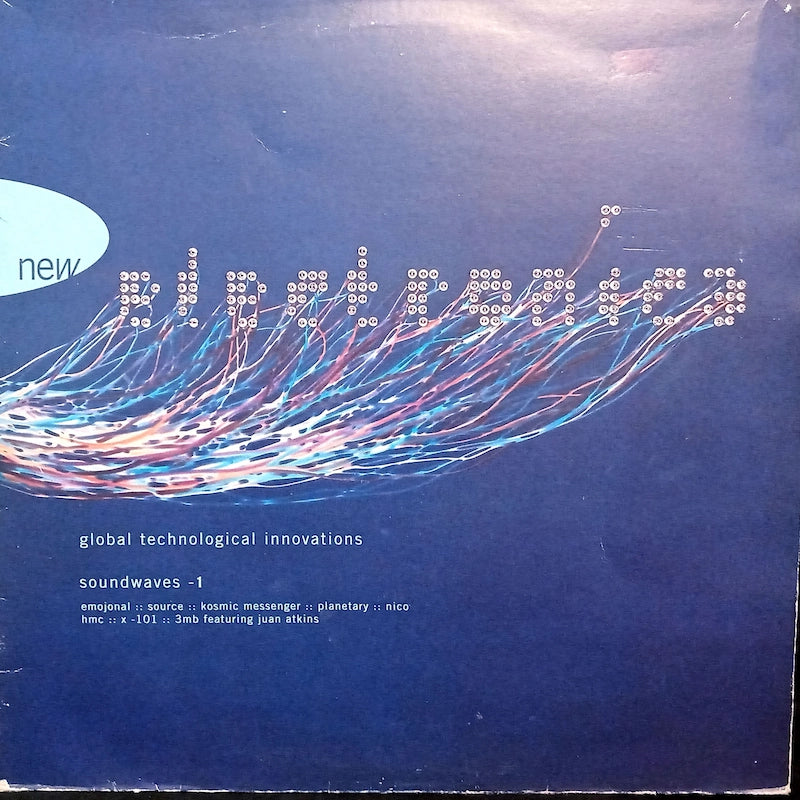 new
electronica
global technological innovations
soundwaves -1
emojonal :: source :: kosmic messenger :: planetary :: nico
hmc :: x -101 :: 3mb featuring juan atkins